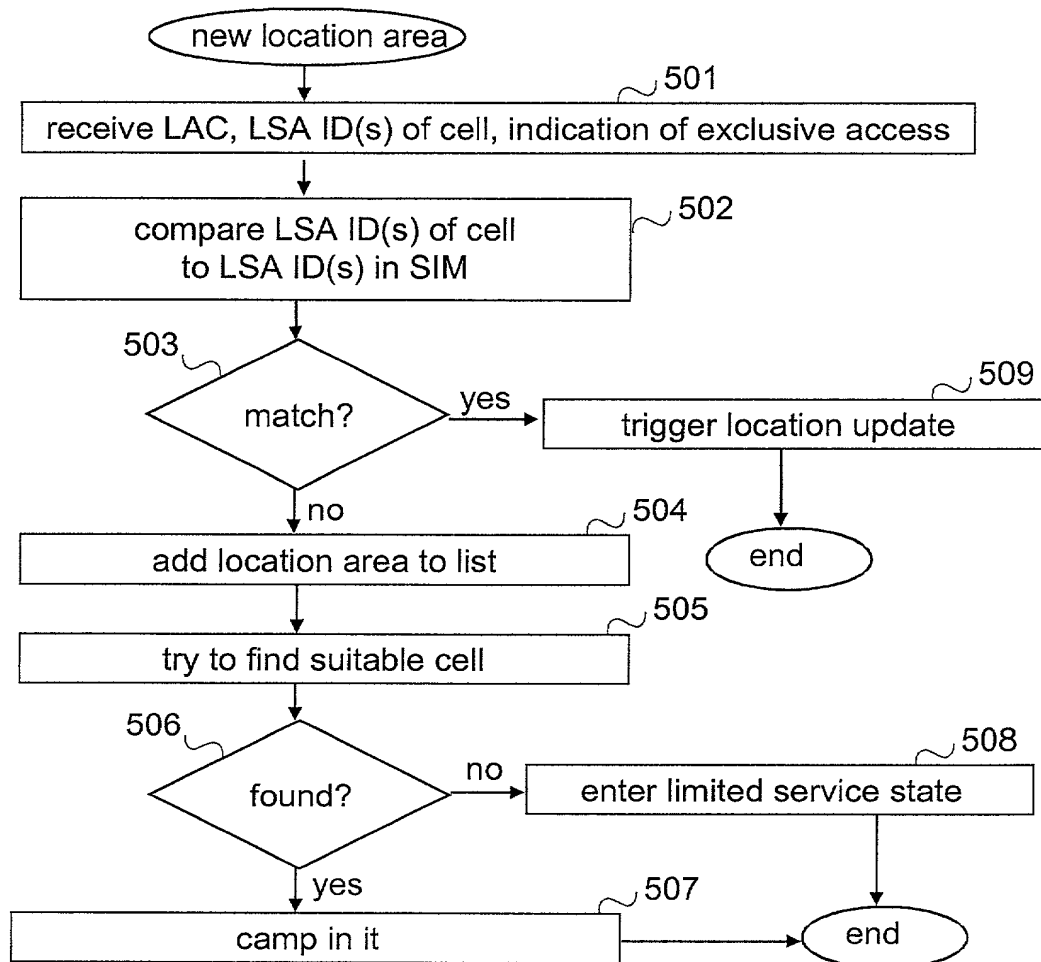 new location area
501
receive LAC, LSA ID(s) of cell, indication of exclusive access
502
compare LSA ID(s) of cell
to LSA ID(s) in SIM
503
match?
yes
509
trigger location update
no
end
504
add location area to list
505
try to find suitable cell
506
found?
no
508
enter limited service state
yes
507
camp in it
end